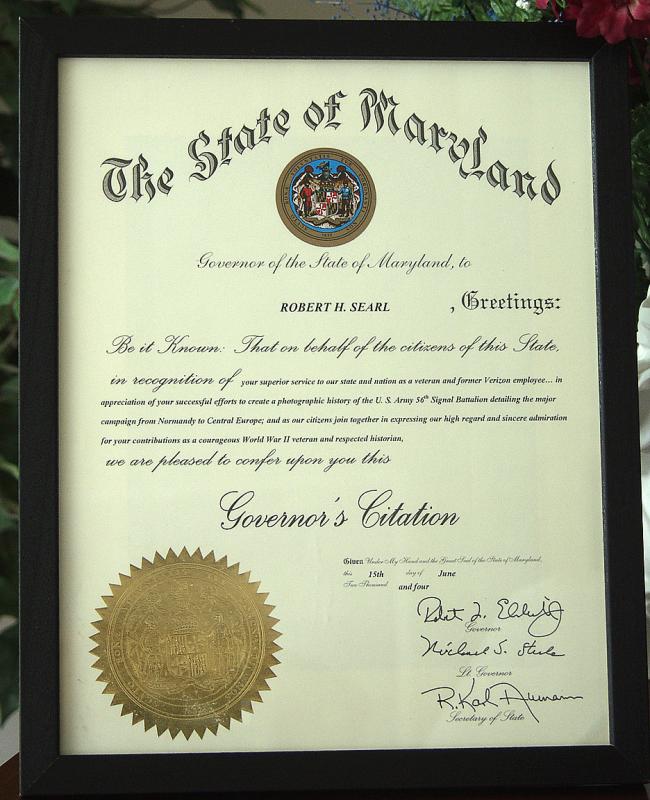 The State of Maryland
Governor of the State of Maryland, to
ROBERT H. SEARL , Greetings:
Be it Known: That on behalf of the citizens of this State,
in recognition of your superior service to our state and nation as a veteran and former Verizon employee… in
appreciation of your successful efforts to create a photographic history of the U. S. Army 56th Signal Battalion detailing the major
campaign from Normandy to Central Europe; and as our citizens join together in expressing our high regard and sincere admiration
for your contributions as a courageous World War II veteran and respected historian,
we are pleased to confer upon you this
Governor's Citation
Given Under My Hand and the Great Seal of the State of Maryland,
this 15th day of June
Two Thousand and four
Robert L. Ehrlich
Governor
Michael S. Steele
Lt. Governor
R. Karl Aumann
Secretary of State